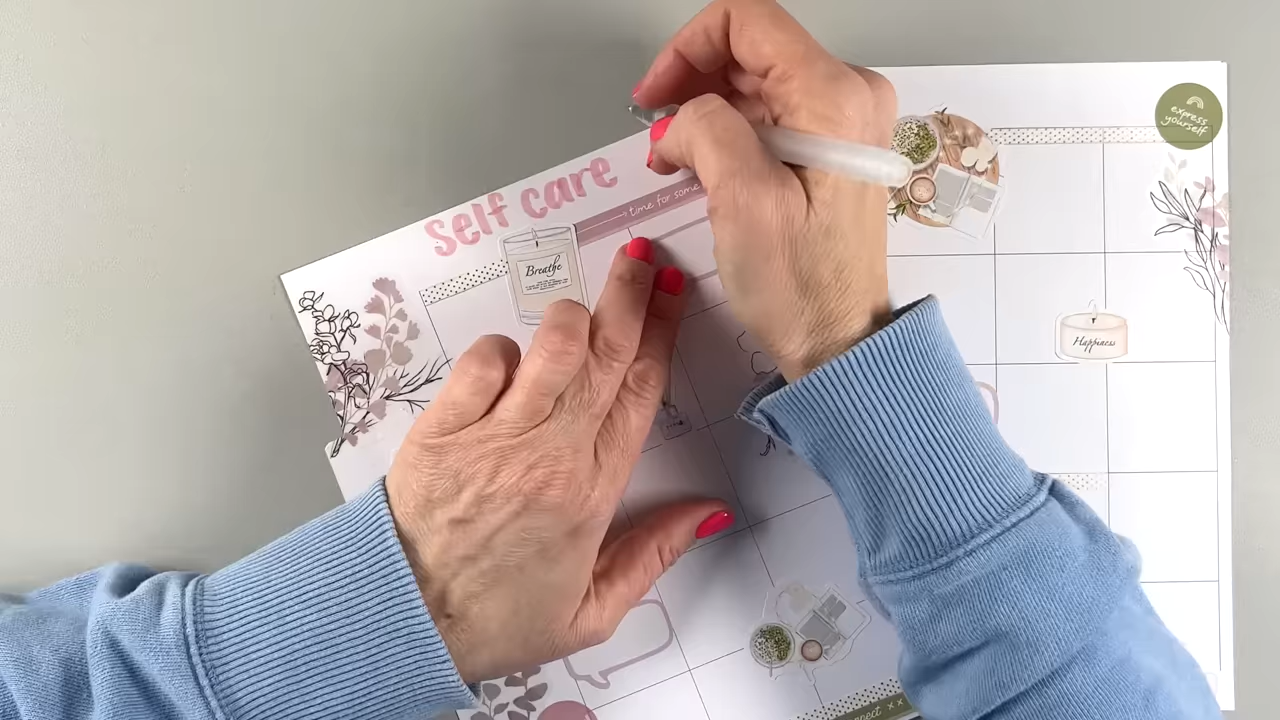 self care
time for some
Breathe
express
yourself
Happiness